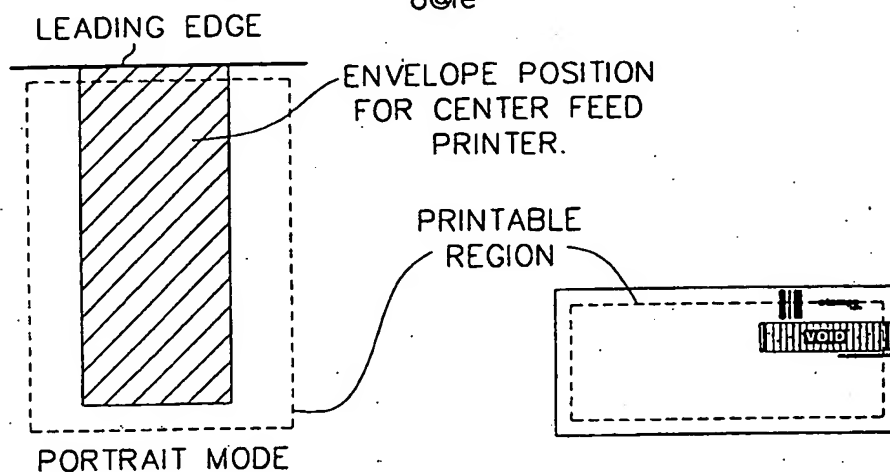 LEADING EDGE
ENVELOPE POSITION
FOR CENTER FEED
PRINTER.
PRINTABLE
REGION
VOID
PORTRAIT MODE